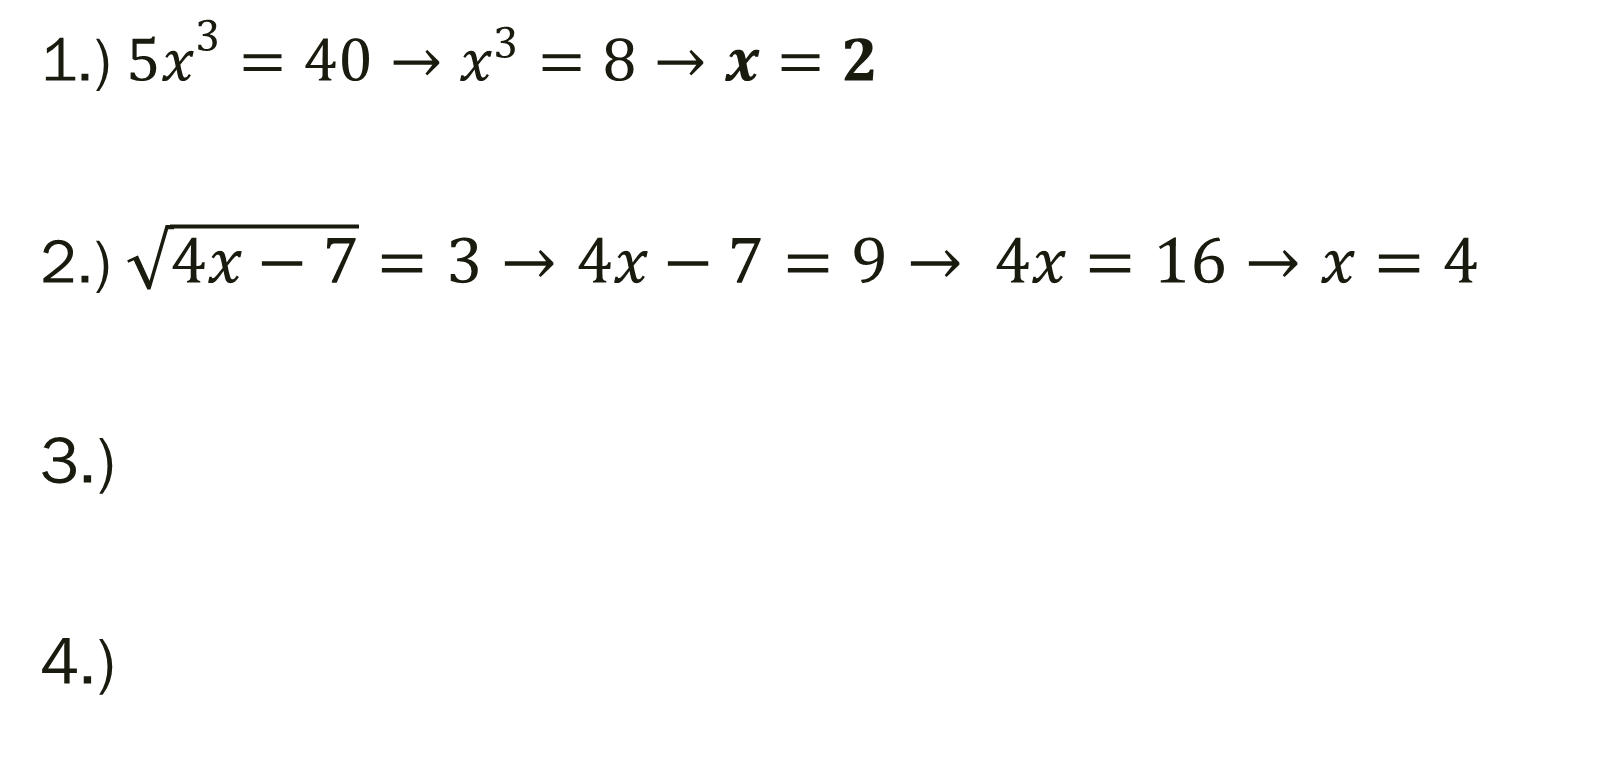 1.) 5x³ = 40 → x³ = 8 → x = 2
2.) √(4x − 7) = 3 → 4x − 7 = 9 → 4x = 16 → x = 4
3.)
4.)